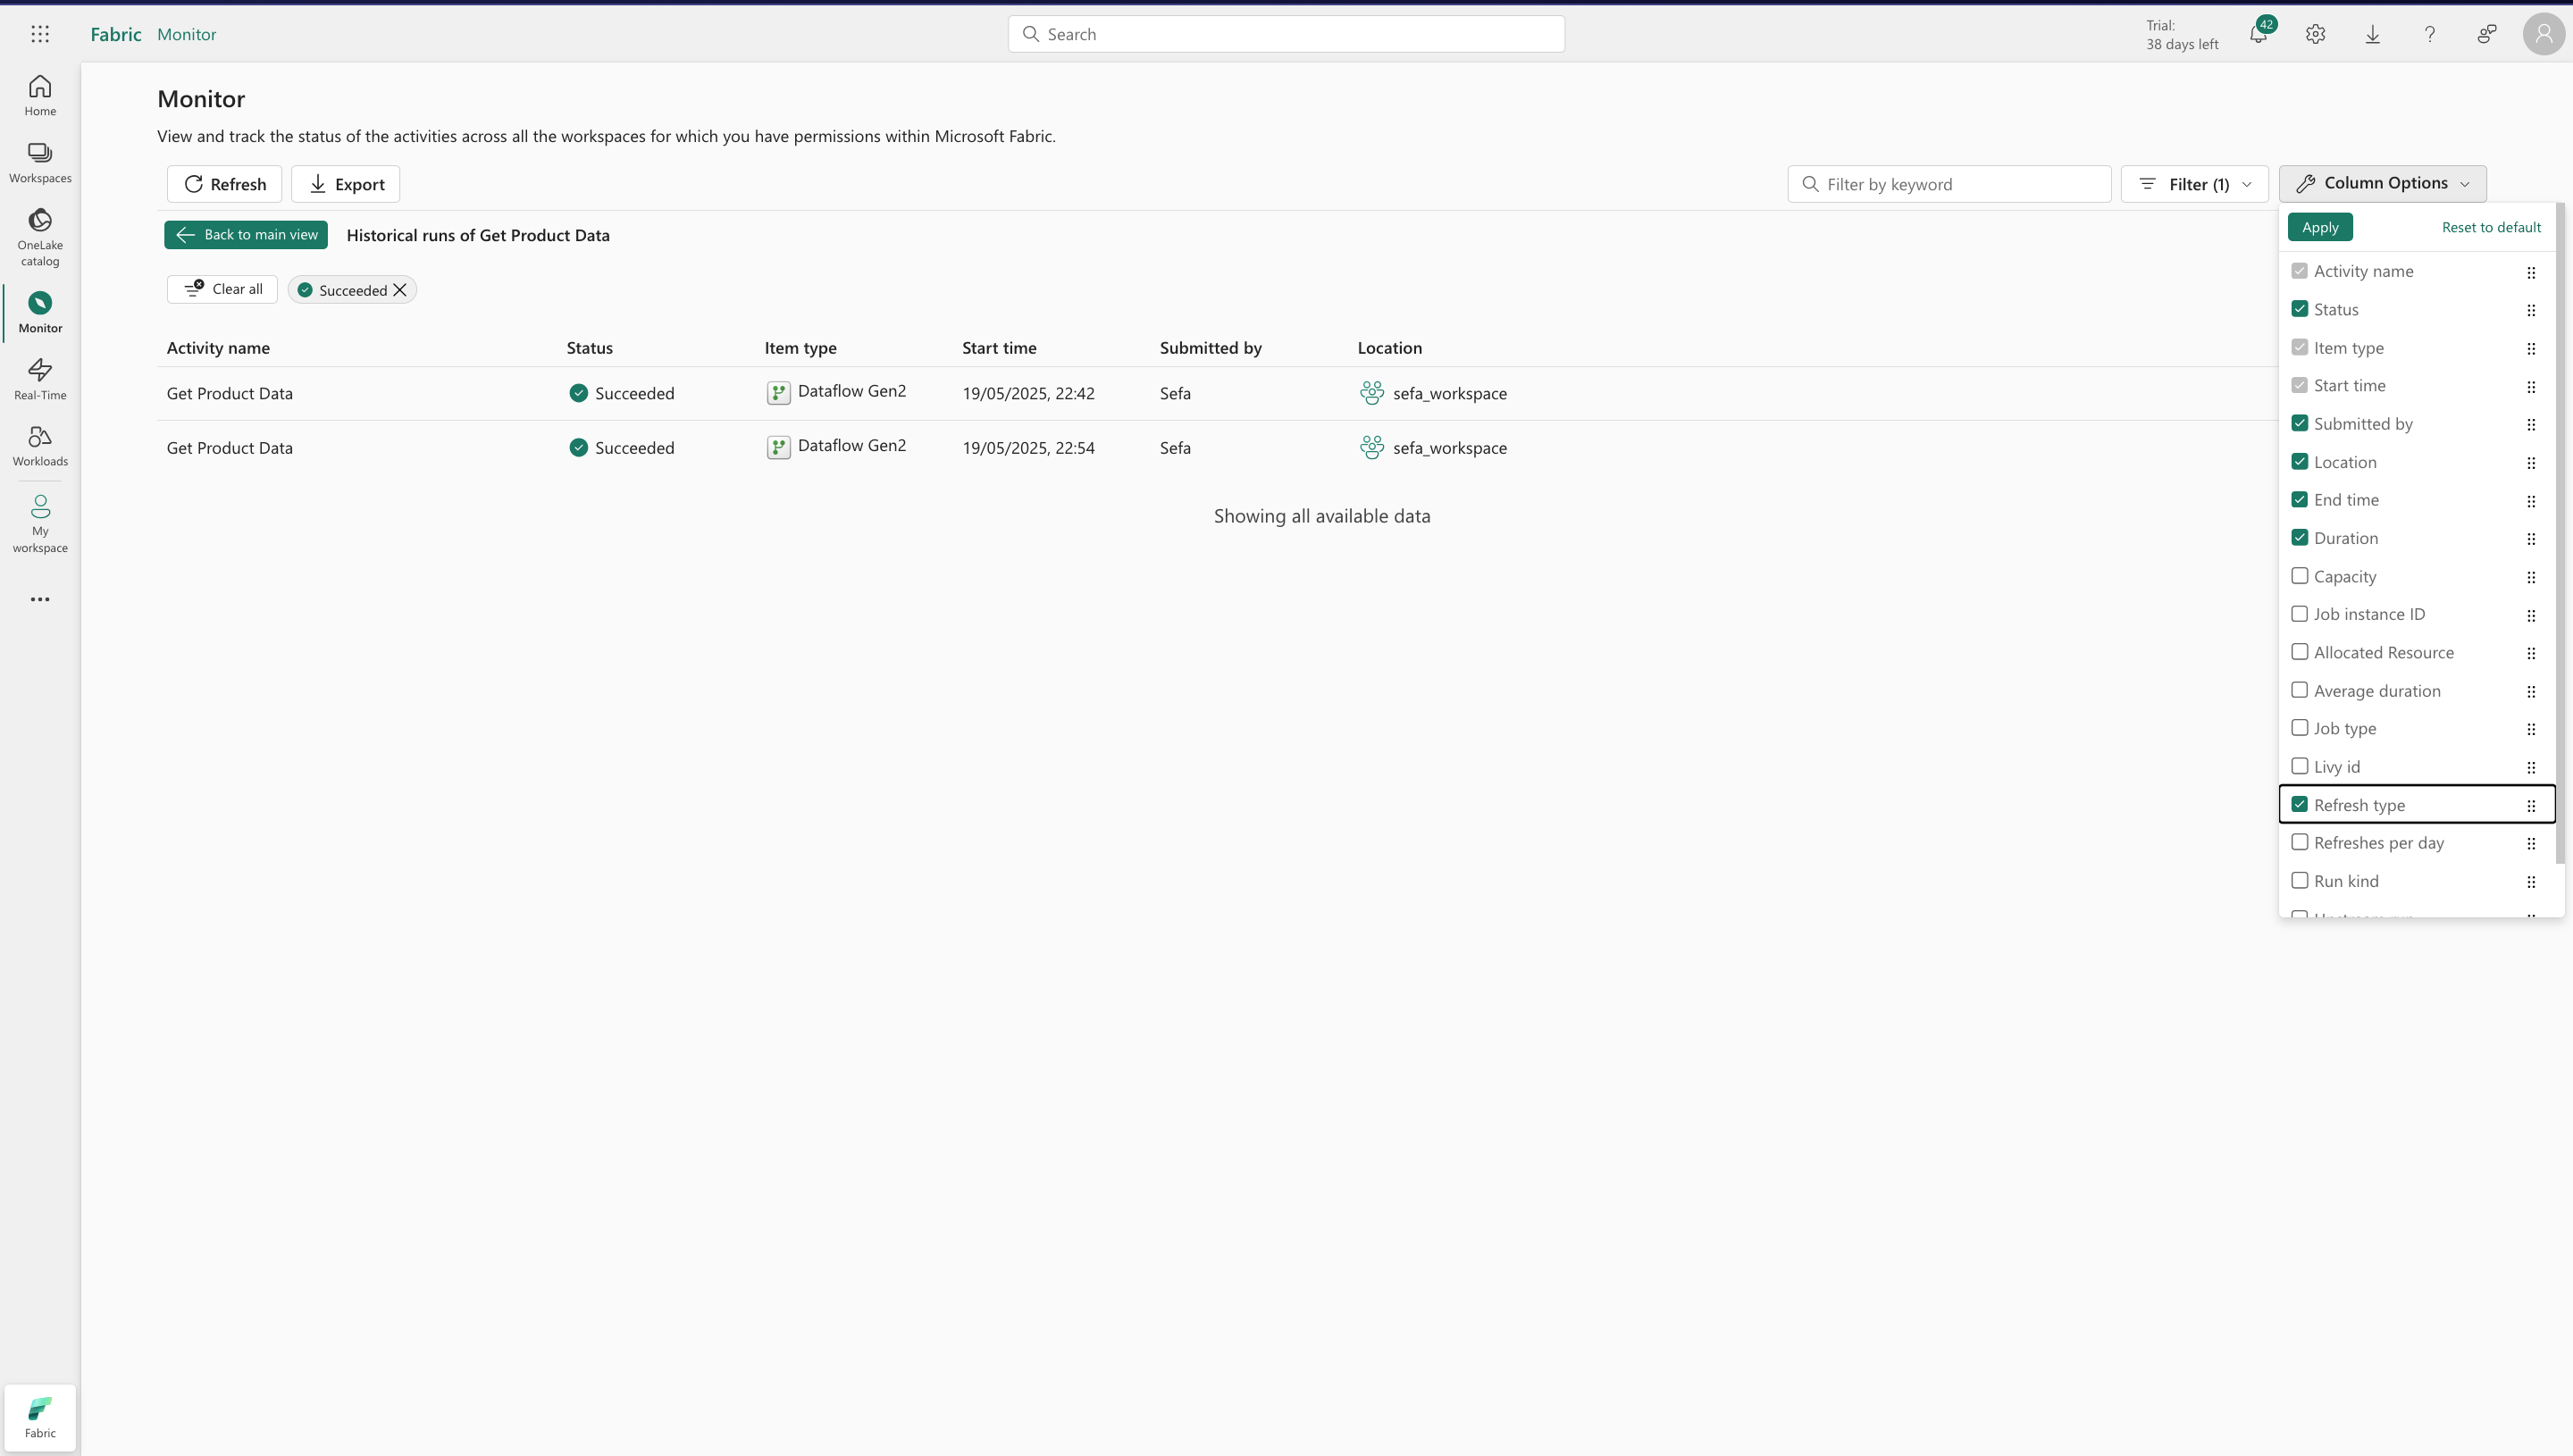 Fabric Monitor
Search
Trial:
38 days left
42
Home
Workspaces
OneLake
catalog
Monitor
Real-Time
Workloads
My
workspace
Fabric
Monitor
View and track the status of the activities across all the workspaces for which you have permissions within Microsoft Fabric.
Refresh
Export
Filter by keyword
Filter (1)
Column Options
Back to main view
Historical runs of Get Product Data
Clear all
Succeeded
Activity name Status Item type Start time Submitted by Location
Get Product Data Succeeded Dataflow Gen2 19/05/2025, 22:42 Sefa sefa_workspace
Get Product Data Succeeded Dataflow Gen2 19/05/2025, 22:54 Sefa sefa_workspace
Showing all available data
Apply
Reset to default
Activity name
Status
Item type
Start time
Submitted by
Location
End time
Duration
Capacity
Job instance ID
Allocated Resource
Average duration
Job type
Livy id
Refresh type
Refreshes per day
Run kind